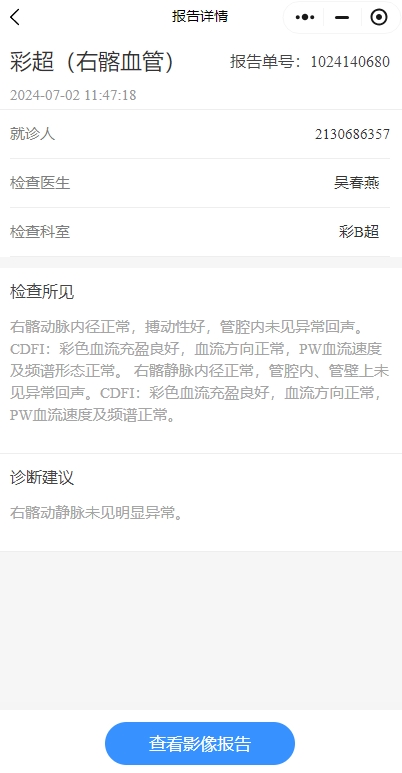 报告详情
彩超（右髂血管）
报告单号：1024140680
2024-07-02 11:47:18
就诊人 2130686357
检查医生 吴春燕
检查科室 彩B超
检查所见
右髂动脉内径正常，搏动性好，管腔内未见异常回声。
CDFI：彩色血流充盈良好，血流方向正常，PW血流速度
及频谱形态正常。 右髂静脉内径正常，管腔内、管壁上未
见异常回声。CDFI：彩色血流充盈良好，血流方向正常，
PW血流速度及频谱正常。
诊断建议
右髂动静脉未见明显异常。
查看影像报告